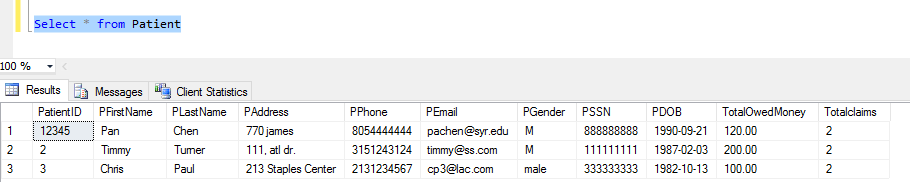 Select * from Patient
100 %
Results Messages Client Statistics
PatientID PFirstName PLastName PAddress PPhone PEmail PGender PSSN PDOB TotalOwedMoney Totalclaims
1 12345 Pan Chen 770 james 8054444444 pachen@syr.edu M 888888888 1990-09-21 120.00 2
2 2 Timmy Turner 111, atl dr. 3151243124 timmy@ss.com M 111111111 1987-02-03 200.00 2
3 3 Chris Paul 213 Staples Center 2131234567 cp3@lac.com male 333333333 1982-10-13 100.00 2